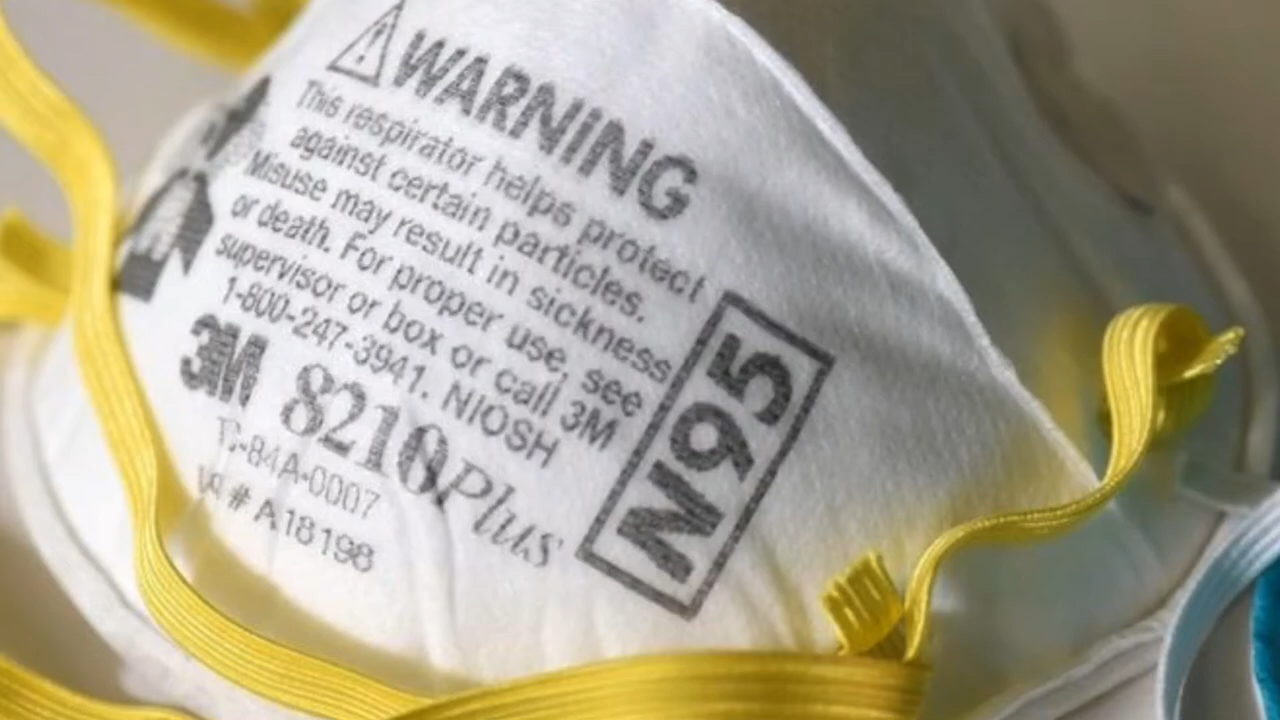 WARNING
This respirator helps protect
against certain particles.
Misuse may result in sickness
or death. For proper use, see
supervisor or box or call 3M
1-800-247-3941. NIOSH
3M 8210Plus
TC-84A-0007
# A18198
N95